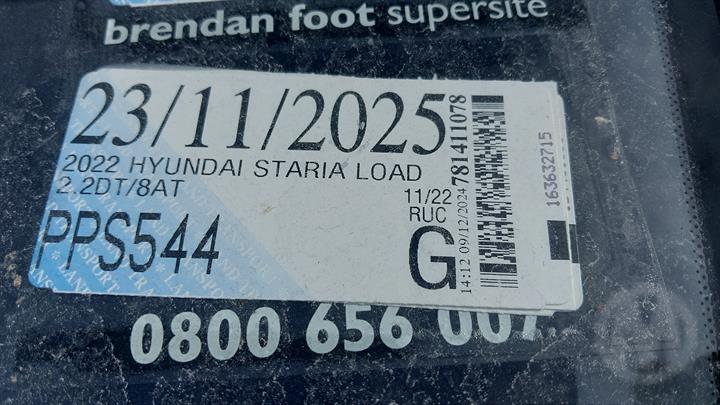 brendan foot supersite
23/11/2025
2022 HYUNDAI STARIA LOAD
2.2DT/8AT
11/22
RUC
PPS544
G
14:12 09/12/2024
781411078
163632715
0800 656 007